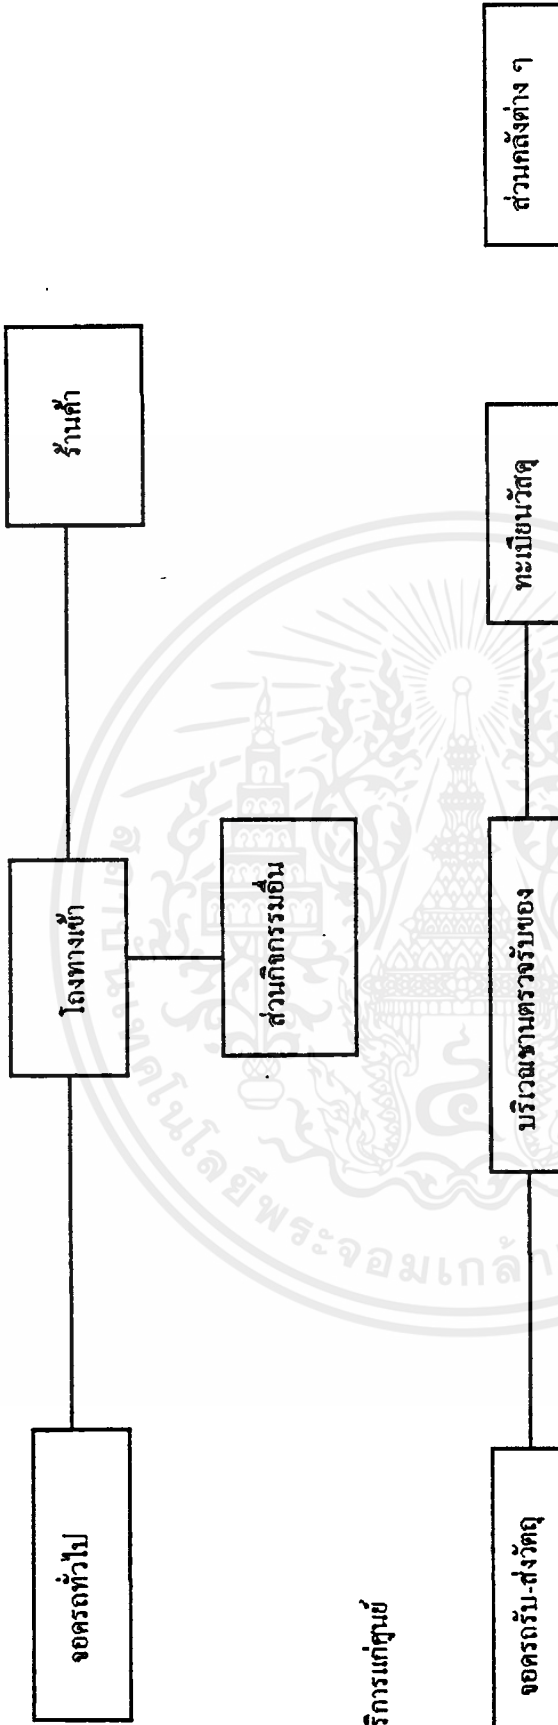 จอดรถทั่วไป
โถงทางเข้า
ร้านค้า
ส่วนกิจกรรมอื่น
ริการแก่ศูนย์
จอดรถรับ-ส่งวัตถุ
บริเวณชานตรวจรับของ
ทะเบียนวัสดุ
ส่วนคลังต่าง ๆ